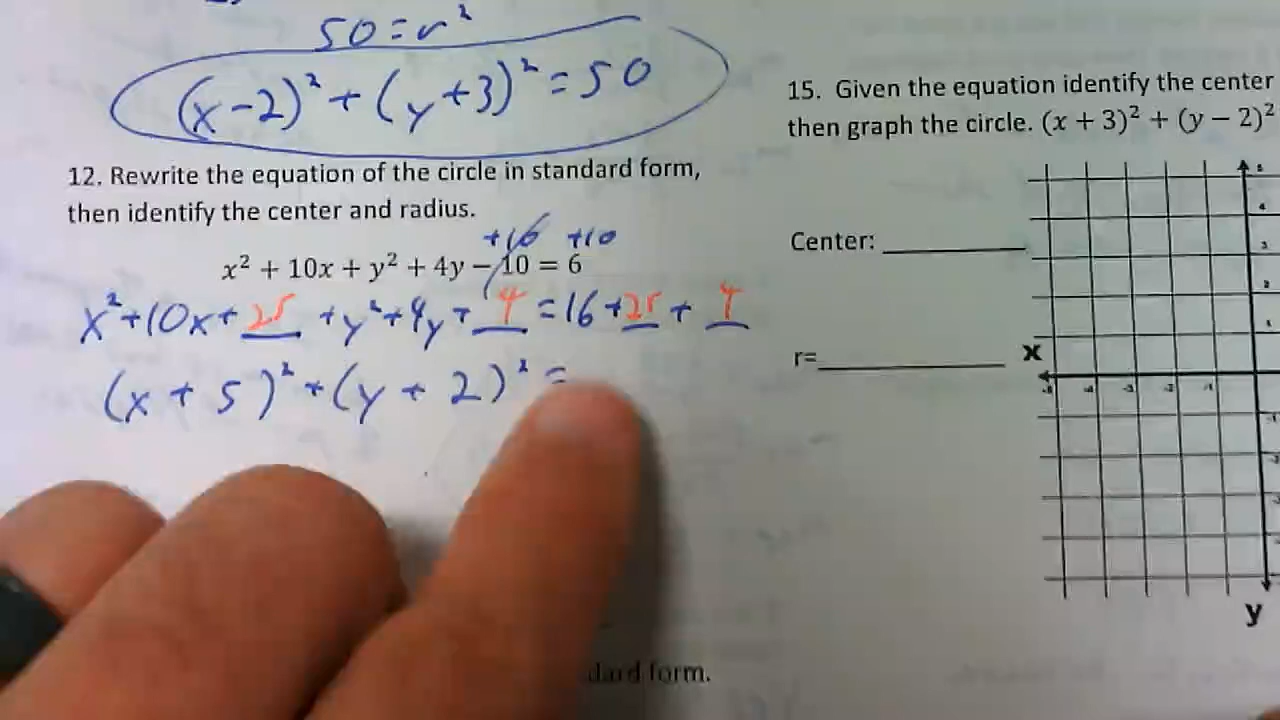 50 = r²
(x - 2)² + (y + 3)² = 50
12. Rewrite the equation of the circle in standard form,
then identify the center and radius.
+10 +10
x² + 10x + y² + 4y - 10 = 6
x² + 10x + 25 + y² + 4y + 4 = 16 + 25 + 4
(x + 5)² + (y + 2)² =
form.
15. Given the equation identify the center
then graph the circle. (x + 3)² + (y - 2)²
Center:
r=
x
y